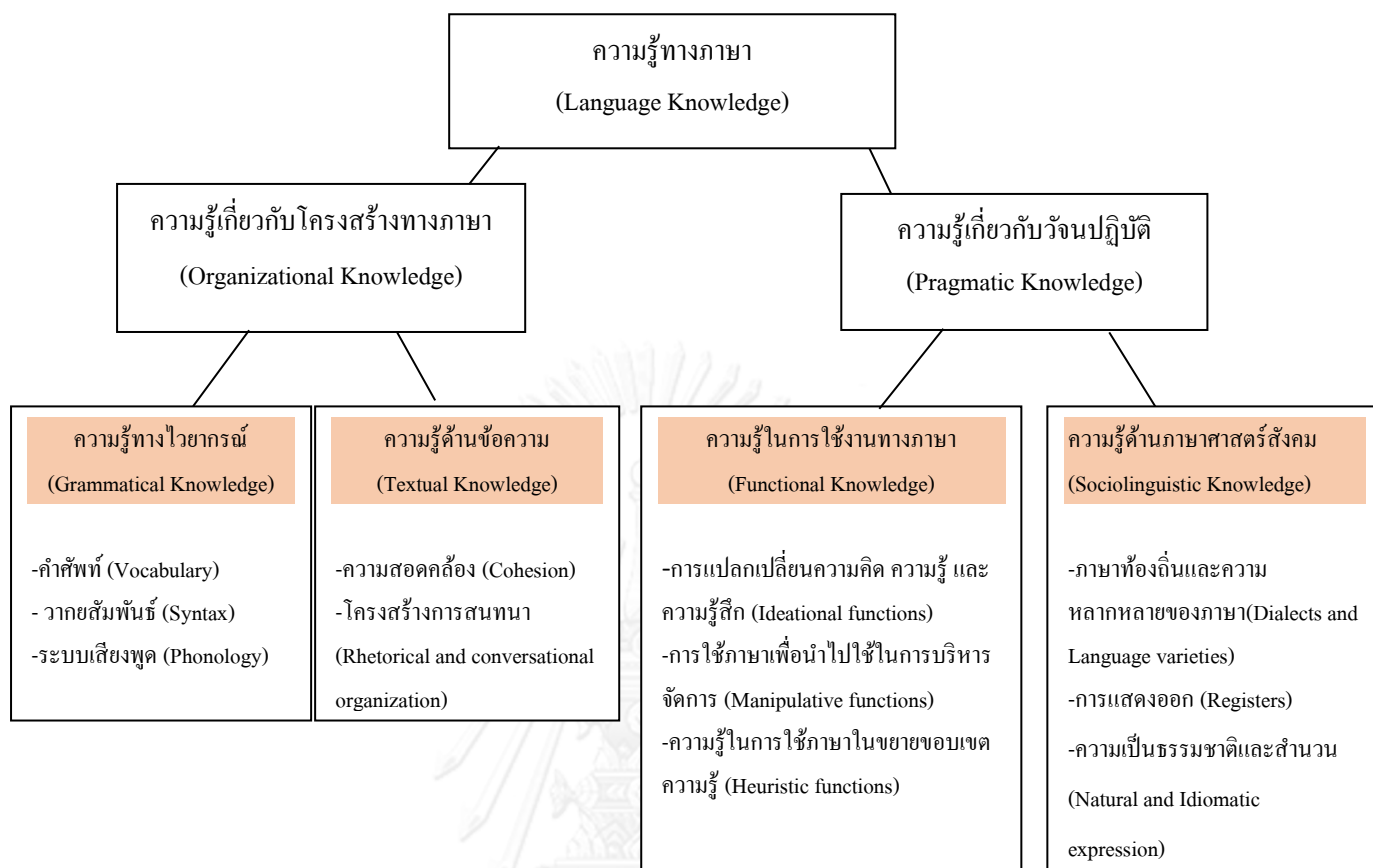 ความรู้ทางภาษา
(Language Knowledge)
ความรู้เกี่ยวกับโครงสร้างทางภาษา
(Organizational Knowledge)
ความรู้เกี่ยวกับวัจนปฏิบัติ
(Pragmatic Knowledge)
ความรู้ทางไวยากรณ์
(Grammatical Knowledge)
-คำศัพท์ (Vocabulary)
- วากยสัมพันธ์ (Syntax)
-ระบบเสียงพูด (Phonology)
ความรู้ด้านข้อความ
(Textual Knowledge)
-ความสอดคล้อง (Cohesion)
-โครงสร้างการสนทนา
(Rhetorical and conversational
organization)
ความรู้ในการใช้งานทางภาษา
(Functional Knowledge)
-การแปลกเปลี่ยนความคิด ความรู้ และ
ความรู้สึก (Ideational functions)
-การใช้ภาษาเพื่อนำไปใช้ในการบริหาร
จัดการ (Manipulative functions)
-ความรู้ในการใช้ภาษาในขยายขอบเขต
ความรู้ (Heuristic functions)
ความรู้ด้านภาษาศาสตร์สังคม
(Sociolinguistic Knowledge)
-ภาษาท้องถิ่นและความ
หลากหลายของภาษา(Dialects and
Language varieties)
-การแสดงออก (Registers)
-ความเป็นธรรมชาติและสำนวน
(Natural and Idiomatic
expression)